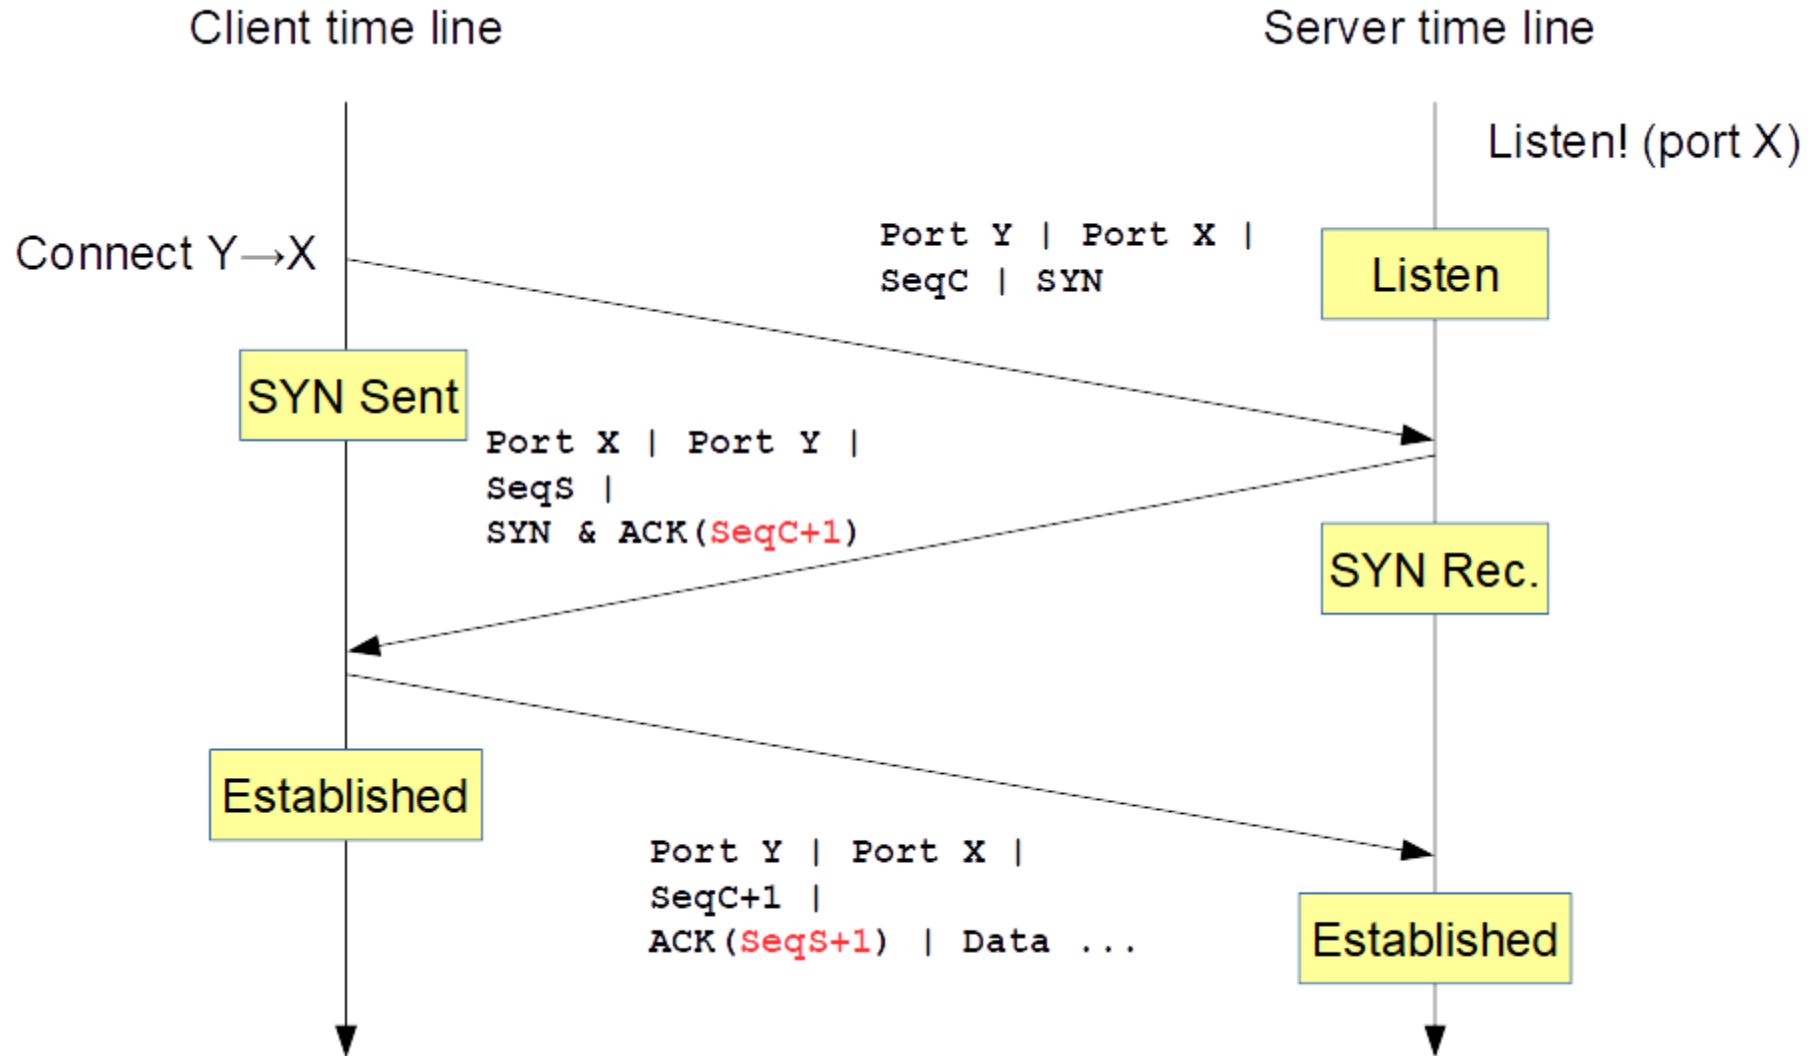 Client time line
Server time line
Listen! (port X)
Connect Y→X
Port Y | Port X |
SeqC | SYN
Listen
SYN Sent
Port X | Port Y |
SeqS |
SYN & ACK(SeqC+1)
SYN Rec.
Established
Port Y | Port X |
SeqC+1 |
ACK(SeqS+1) | Data ...
Established